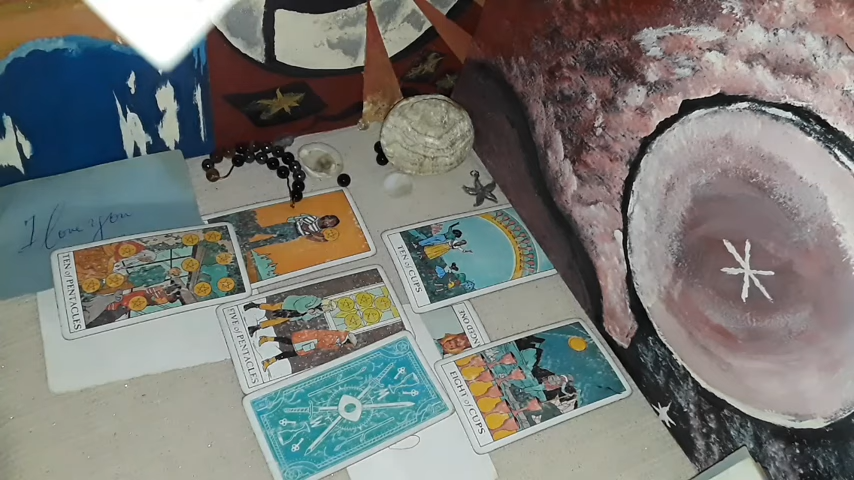 I love you
TEN of PENTACLES
TEN of CUPS
FIVE of PENTACLES
EIGHT of CUPS